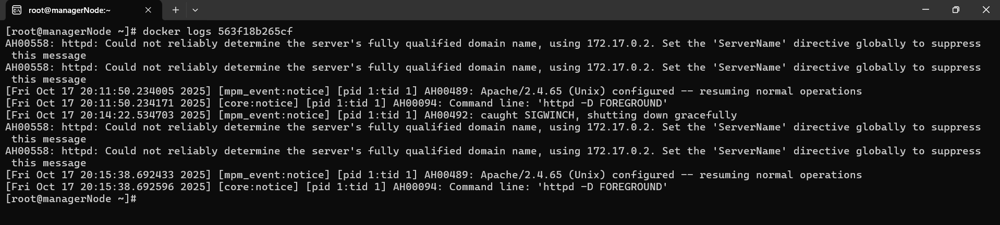 root@managerNode:~
[root@managerNode ~]# docker logs 563f18b265cf
AH00558: httpd: Could not reliably determine the server's fully qualified domain name, using 172.17.0.2. Set the 'ServerName' directive globally to suppress
 this message
AH00558: httpd: Could not reliably determine the server's fully qualified domain name, using 172.17.0.2. Set the 'ServerName' directive globally to suppress
 this message
[Fri Oct 17 20:11:50.234005 2025] [mpm_event:notice] [pid 1:tid 1] AH00489: Apache/2.4.65 (Unix) configured -- resuming normal operations
[Fri Oct 17 20:11:50.234171 2025] [core:notice] [pid 1:tid 1] AH00094: Command line: 'httpd -D FOREGROUND'
[Fri Oct 17 20:14:22.534703 2025] [mpm_event:notice] [pid 1:tid 1] AH00492: caught SIGWINCH, shutting down gracefully
AH00558: httpd: Could not reliably determine the server's fully qualified domain name, using 172.17.0.2. Set the 'ServerName' directive globally to suppress
 this message
AH00558: httpd: Could not reliably determine the server's fully qualified domain name, using 172.17.0.2. Set the 'ServerName' directive globally to suppress
 this message
[Fri Oct 17 20:15:38.692433 2025] [mpm_event:notice] [pid 1:tid 1] AH00489: Apache/2.4.65 (Unix) configured -- resuming normal operations
[Fri Oct 17 20:15:38.692596 2025] [core:notice] [pid 1:tid 1] AH00094: Command line: 'httpd -D FOREGROUND'
[root@managerNode ~]#